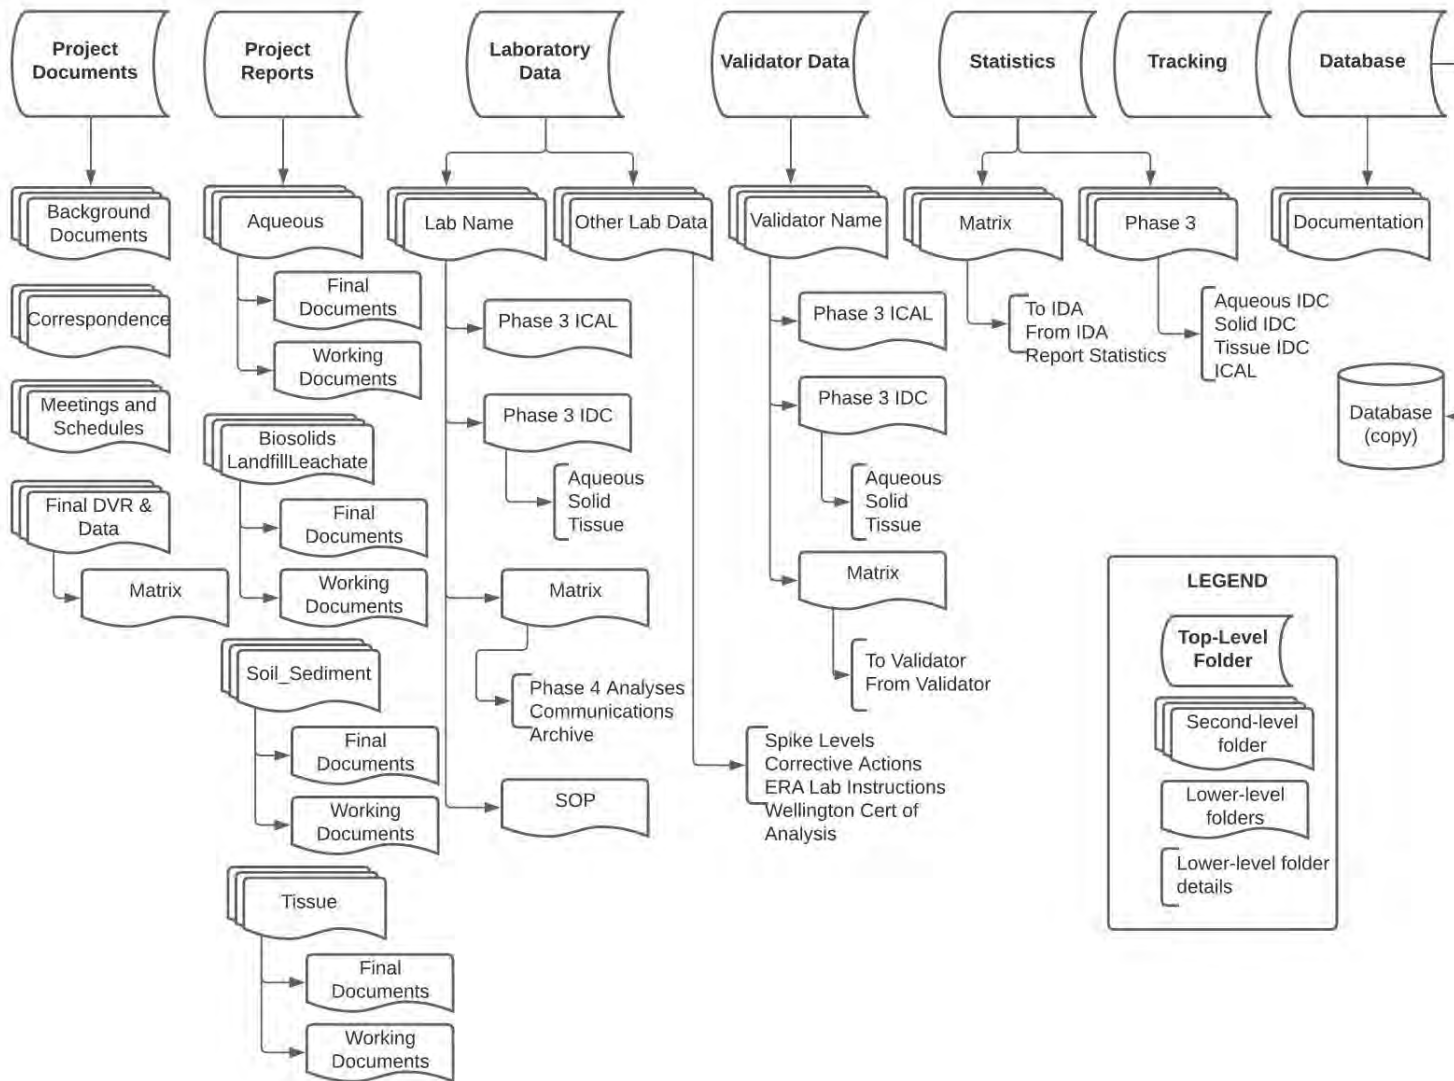 Project
Documents
Project
Reports
Laboratory
Data
Validator Data
Statistics
Tracking
Database
Background
Documents
Correspondence
Meetings and
Schedules
Final DVR &
Data
Matrix
Aqueous
Final
Documents
Working
Documents
Biosolids
LandfillLeachate
Final
Documents
Working
Documents
Soil_Sediment
Final
Documents
Working
Documents
Tissue
Final
Documents
Working
Documents
Lab Name
Phase 3 ICAL
Phase 3 IDC
Aqueous
Solid
Tissue
Matrix
Phase 4 Analyses
Communications
Archive
SOP
Other Lab Data
Spike Levels
Corrective Actions
ERA Lab Instructions
Wellington Cert of
Analysis
Validator Name
Phase 3 ICAL
Phase 3 IDC
Aqueous
Solid
Tissue
Matrix
To Validator
From Validator
Matrix
To IDA
From IDA
Report Statistics
Phase 3
Aqueous IDC
Solid IDC
Tissue IDC
ICAL
Documentation
Database
(copy)
LEGEND
Top-Level
Folder
Second-level
folder
Lower-level
folders
Lower-level folder
details